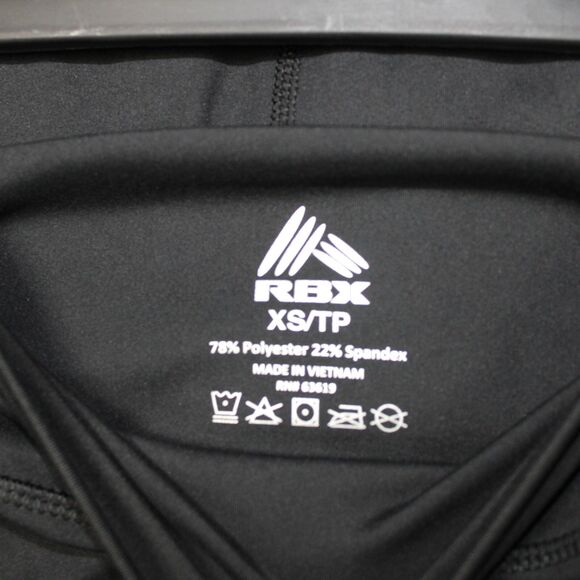 RBX
XS/TP
78% Polyester 22% Spandex
MADE IN VIETNAM
RN# 63619